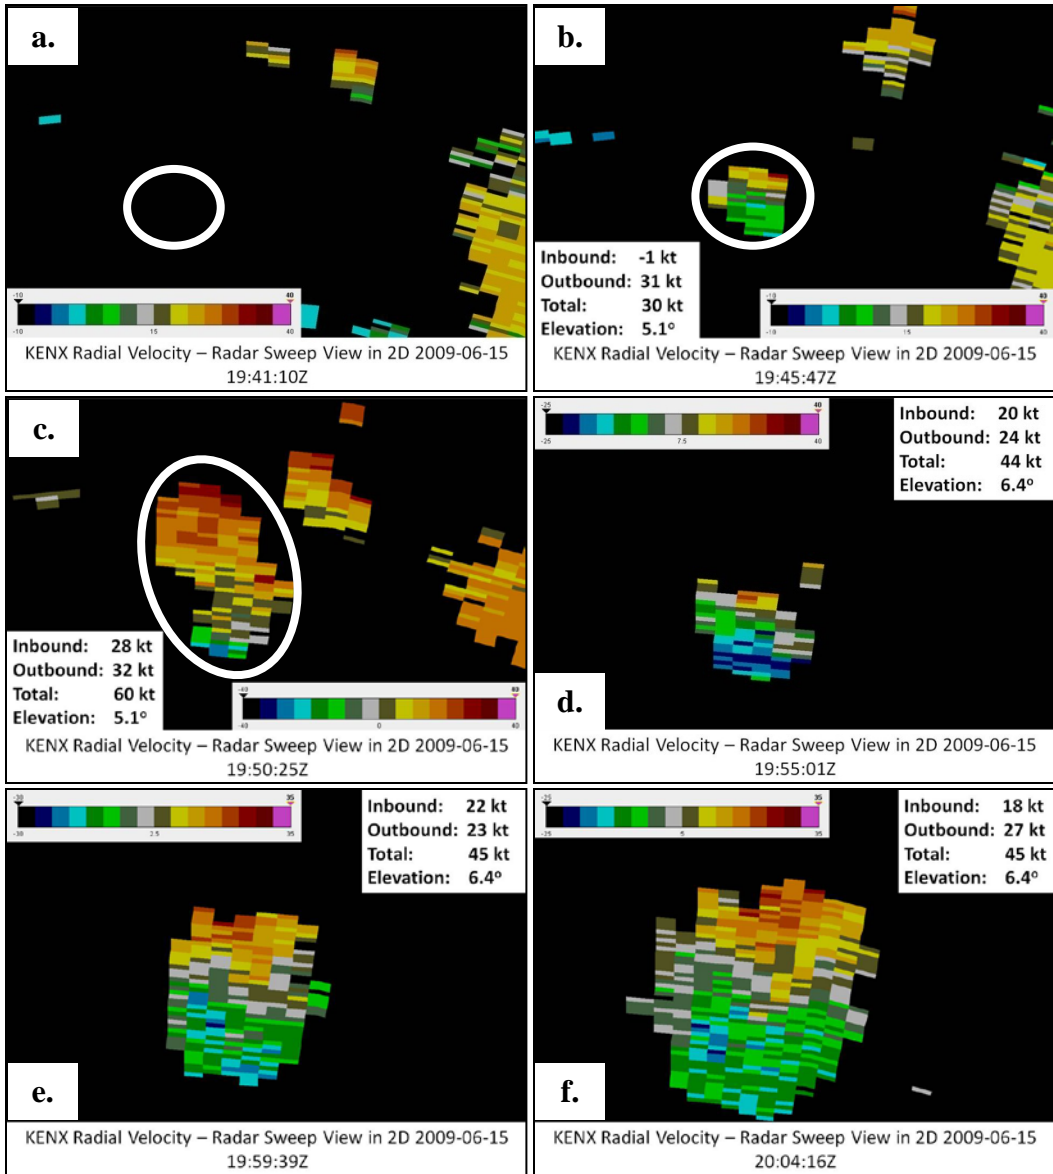 a.
-10 40
-10 15 40
KENX Radial Velocity – Radar Sweep View in 2D 2009-06-15
19:41:10Z
b.
Inbound: -1 kt
Outbound: 31 kt
Total: 30 kt
Elevation: 5.1°
-10 40
-10 15 40
KENX Radial Velocity – Radar Sweep View in 2D 2009-06-15
19:45:47Z
c.
Inbound: 28 kt
Outbound: 32 kt
Total: 60 kt
Elevation: 5.1°
-40 40
-40 0 40
KENX Radial Velocity – Radar Sweep View in 2D 2009-06-15
19:50:25Z
-25 40
-25 7.5 40
Inbound: 20 kt
Outbound: 24 kt
Total: 44 kt
Elevation: 6.4°
d.
KENX Radial Velocity – Radar Sweep View in 2D 2009-06-15
19:55:01Z
-30 35
-30 2.5 35
Inbound: 22 kt
Outbound: 23 kt
Total: 45 kt
Elevation: 6.4°
e.
KENX Radial Velocity – Radar Sweep View in 2D 2009-06-15
19:59:39Z
-25 35
-25 5 35
Inbound: 18 kt
Outbound: 27 kt
Total: 45 kt
Elevation: 6.4°
f.
KENX Radial Velocity – Radar Sweep View in 2D 2009-06-15
20:04:16Z